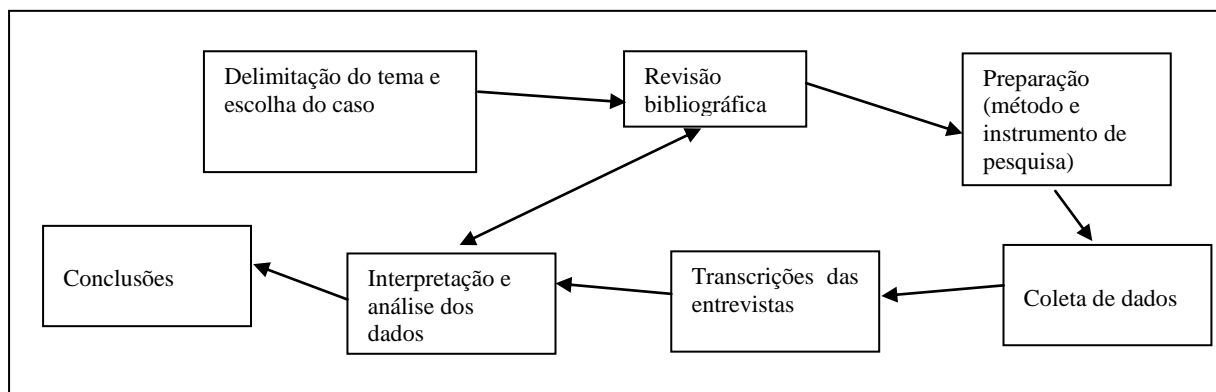 Delimitação do tema e
escolha do caso
Revisão
bibliográfica
Preparação
(método e
instrumento de
pesquisa)
Conclusões
Interpretação e
análise dos
dados
Transcrições das
entrevistas
Coleta de dados